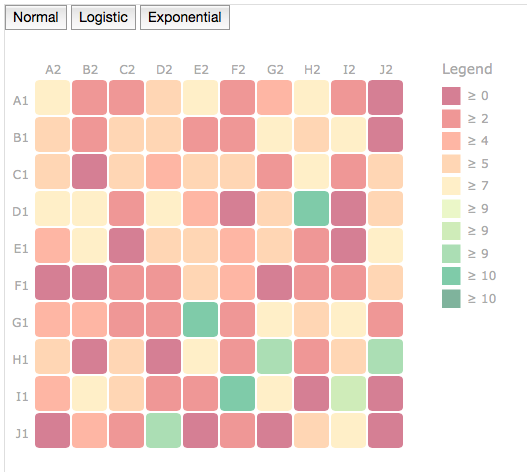 Normal Logistic Exponential
A2 B2 C2 D2 E2 F2 G2 H2 I2 J2
Legend
A1
B1
C1
D1
E1
F1
G1
H1
I1
J1
≥ 0
≥ 2
≥ 4
≥ 5
≥ 7
≥ 9
≥ 9
≥ 9
≥ 10
≥ 10